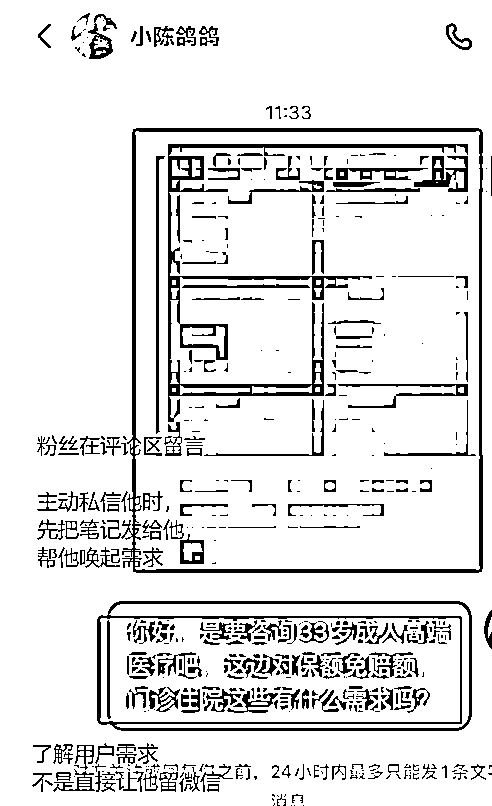 小陈鸽鸽
11:33
粉丝在评论区留言
主动私信他时，
先把笔记发给他，
帮他唤起需求
你好，是要咨询33岁成人高端
医疗吧，这边对保额免赔额，
门诊住院这些有什么需求吗？
了解用户需求
之前，24小时内最多只能发1条文字
不是直接让他留微信
消息